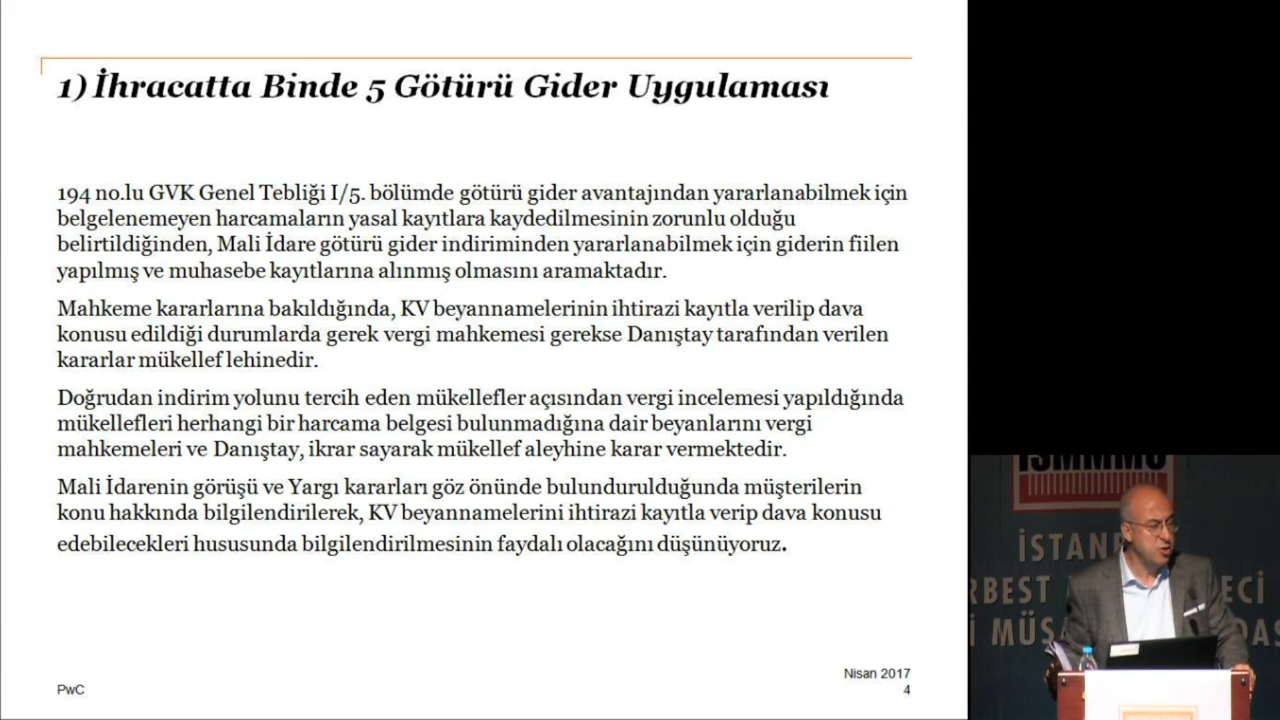 1) İhracatta Binde 5 Götürü Gider Uygulaması
194 no.lu GVK Genel Tebliği I/5. bölümde götürü gider avantajından yararlanabilmek için
belgelenemeyen harcamaların yasal kayıtlara kaydedilmesinin zorunlu olduğu
belirtildiğinden, Mali İdare götürü gider indiriminden yararlanabilmek için giderin fiilen
yapılmış ve muhasebe kayıtlarına alınmış olmasını aramaktadır.
Mahkeme kararlarına bakıldığında, KV beyannamelerinin ihtirazi kayıtla verilip dava
konusu edildiği durumlarda gerek vergi mahkemesi gerekse Danıştay tarafından verilen
kararlar mükellef lehinedir.
Doğrudan indirim yolunu tercih eden mükellefler açısından vergi incelemesi yapıldığında
mükellefleri herhangi bir harcama belgesi bulunmadığına dair beyanlarını vergi
mahkemeleri ve Danıştay, ikrar sayarak mükellef aleyhine karar vermektedir.
Mali İdarenin görüşü ve Yargı kararları göz önünde bulundurulduğunda müşterilerin
konu hakkında bilgilendirilerek, KV beyannamelerini ihtirazi kayıtla verip dava konusu
edebilecekleri hususunda bilgilendirilmesinin faydalı olacağını düşünüyoruz.
Nisan 2017
PwC 4
İSMMMO
İSTAN
RBEST ECİ
İ MÜŞA DAS